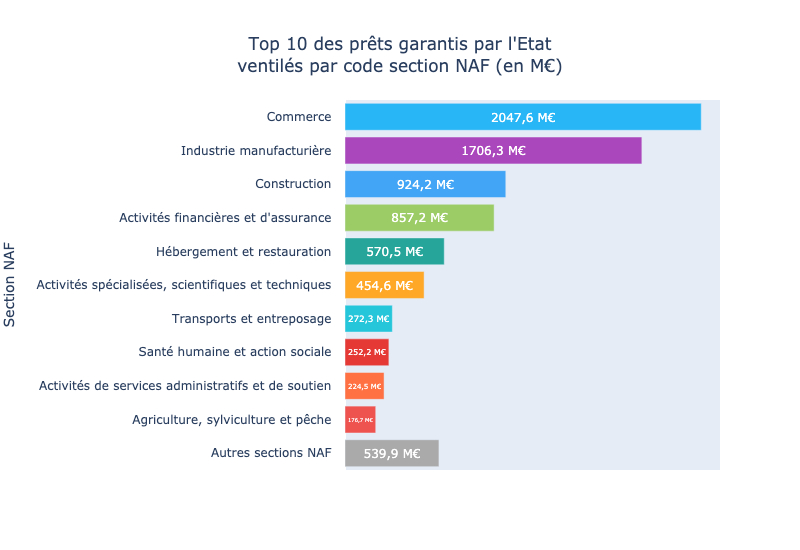 Top 10 des prêts garantis par l'Etat
ventilés par code section NAF (en M€)
Section NAF
Commerce 2047,6 M€
Industrie manufacturière 1706,3 M€
Construction 924,2 M€
Activités financières et d'assurance 857,2 M€
Hébergement et restauration 570,5 M€
Activités spécialisées, scientifiques et techniques 454,6 M€
Transports et entreposage 272,3 M€
Santé humaine et action sociale 252,2 M€
Activités de services administratifs et de soutien 224,5 M€
Agriculture, sylviculture et pêche 176,7 M€
Autres sections NAF 539,9 M€